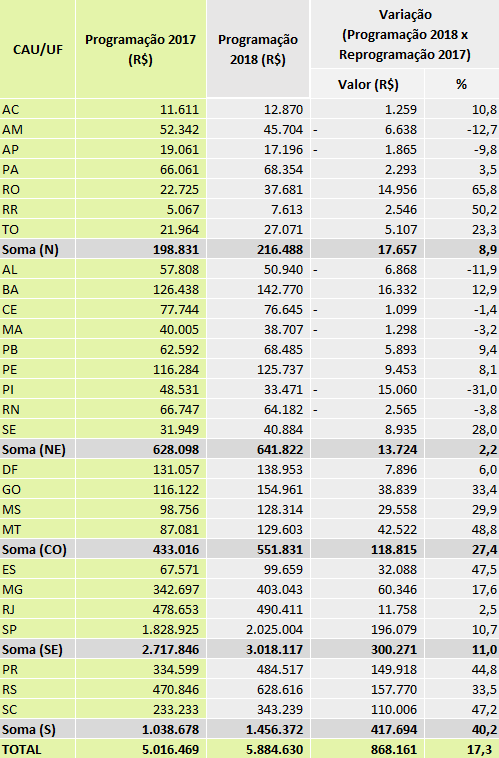 CAU/UF Programação 2017 (R$) Programação 2018 (R$) Variação (Programação 2018 x Reprogramação 2017)
Valor (R$) %
AC 11.611 12.870 1.259 10,8
AM 52.342 45.704 - 6.638 -12,7
AP 19.061 17.196 - 1.865 -9,8
PA 66.061 68.354 2.293 3,5
RO 22.725 37.681 14.956 65,8
RR 5.067 7.613 2.546 50,2
TO 21.964 27.071 5.107 23,3
Soma (N) 198.831 216.488 17.657 8,9
AL 57.808 50.940 - 6.868 -11,9
BA 126.438 142.770 16.332 12,9
CE 77.744 76.645 - 1.099 -1,4
MA 40.005 38.707 - 1.298 -3,2
PB 62.592 68.485 5.893 9,4
PE 116.284 125.737 9.453 8,1
PI 48.531 33.471 - 15.060 -31,0
RN 66.747 64.182 - 2.565 -3,8
SE 31.949 40.884 8.935 28,0
Soma (NE) 628.098 641.822 13.724 2,2
DF 131.057 138.953 7.896 6,0
GO 116.122 154.961 38.839 33,4
MS 98.756 128.314 29.558 29,9
MT 87.081 129.603 42.522 48,8
Soma (CO) 433.016 551.831 118.815 27,4
ES 67.571 99.659 32.088 47,5
MG 342.697 403.043 60.346 17,6
RJ 478.653 490.411 11.758 2,5
SP 1.828.925 2.025.004 196.079 10,7
Soma (SE) 2.717.846 3.018.117 300.271 11,0
PR 334.599 484.517 149.918 44,8
RS 470.846 628.616 157.770 33,5
SC 233.233 343.239 110.006 47,2
Soma (S) 1.038.678 1.456.372 417.694 40,2
TOTAL 5.016.469 5.884.630 868.161 17,3